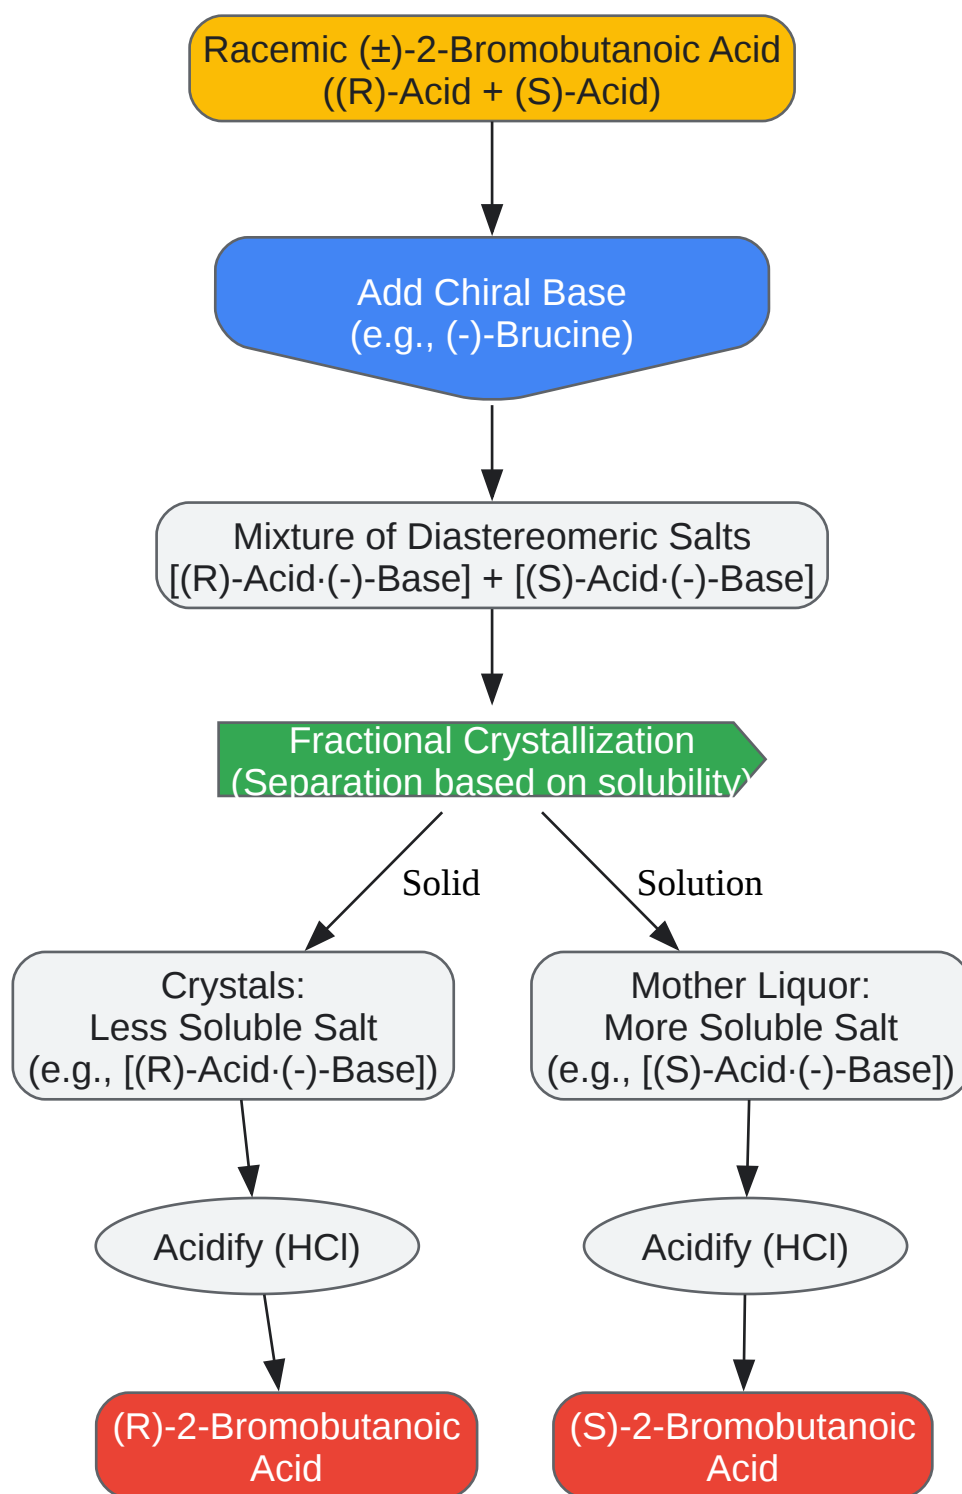 Racemic (±)-2-Bromobutanoic Acid
((R)-Acid + (S)-Acid)
Add Chiral Base
(e.g., (-)-Brucine)
Mixture of Diastereomeric Salts
[(R)-Acid·(-)-Base] + [(S)-Acid·(-)-Base]
Fractional Crystallization
(Separation based on solubility)
Solid
Solution
Crystals:
Less Soluble Salt
(e.g., [(R)-Acid·(-)-Base])
Mother Liquor:
More Soluble Salt
(e.g., [(S)-Acid·(-)-Base])
Acidify (HCl)
Acidify (HCl)
(R)-2-Bromobutanoic
Acid
(S)-2-Bromobutanoic
Acid